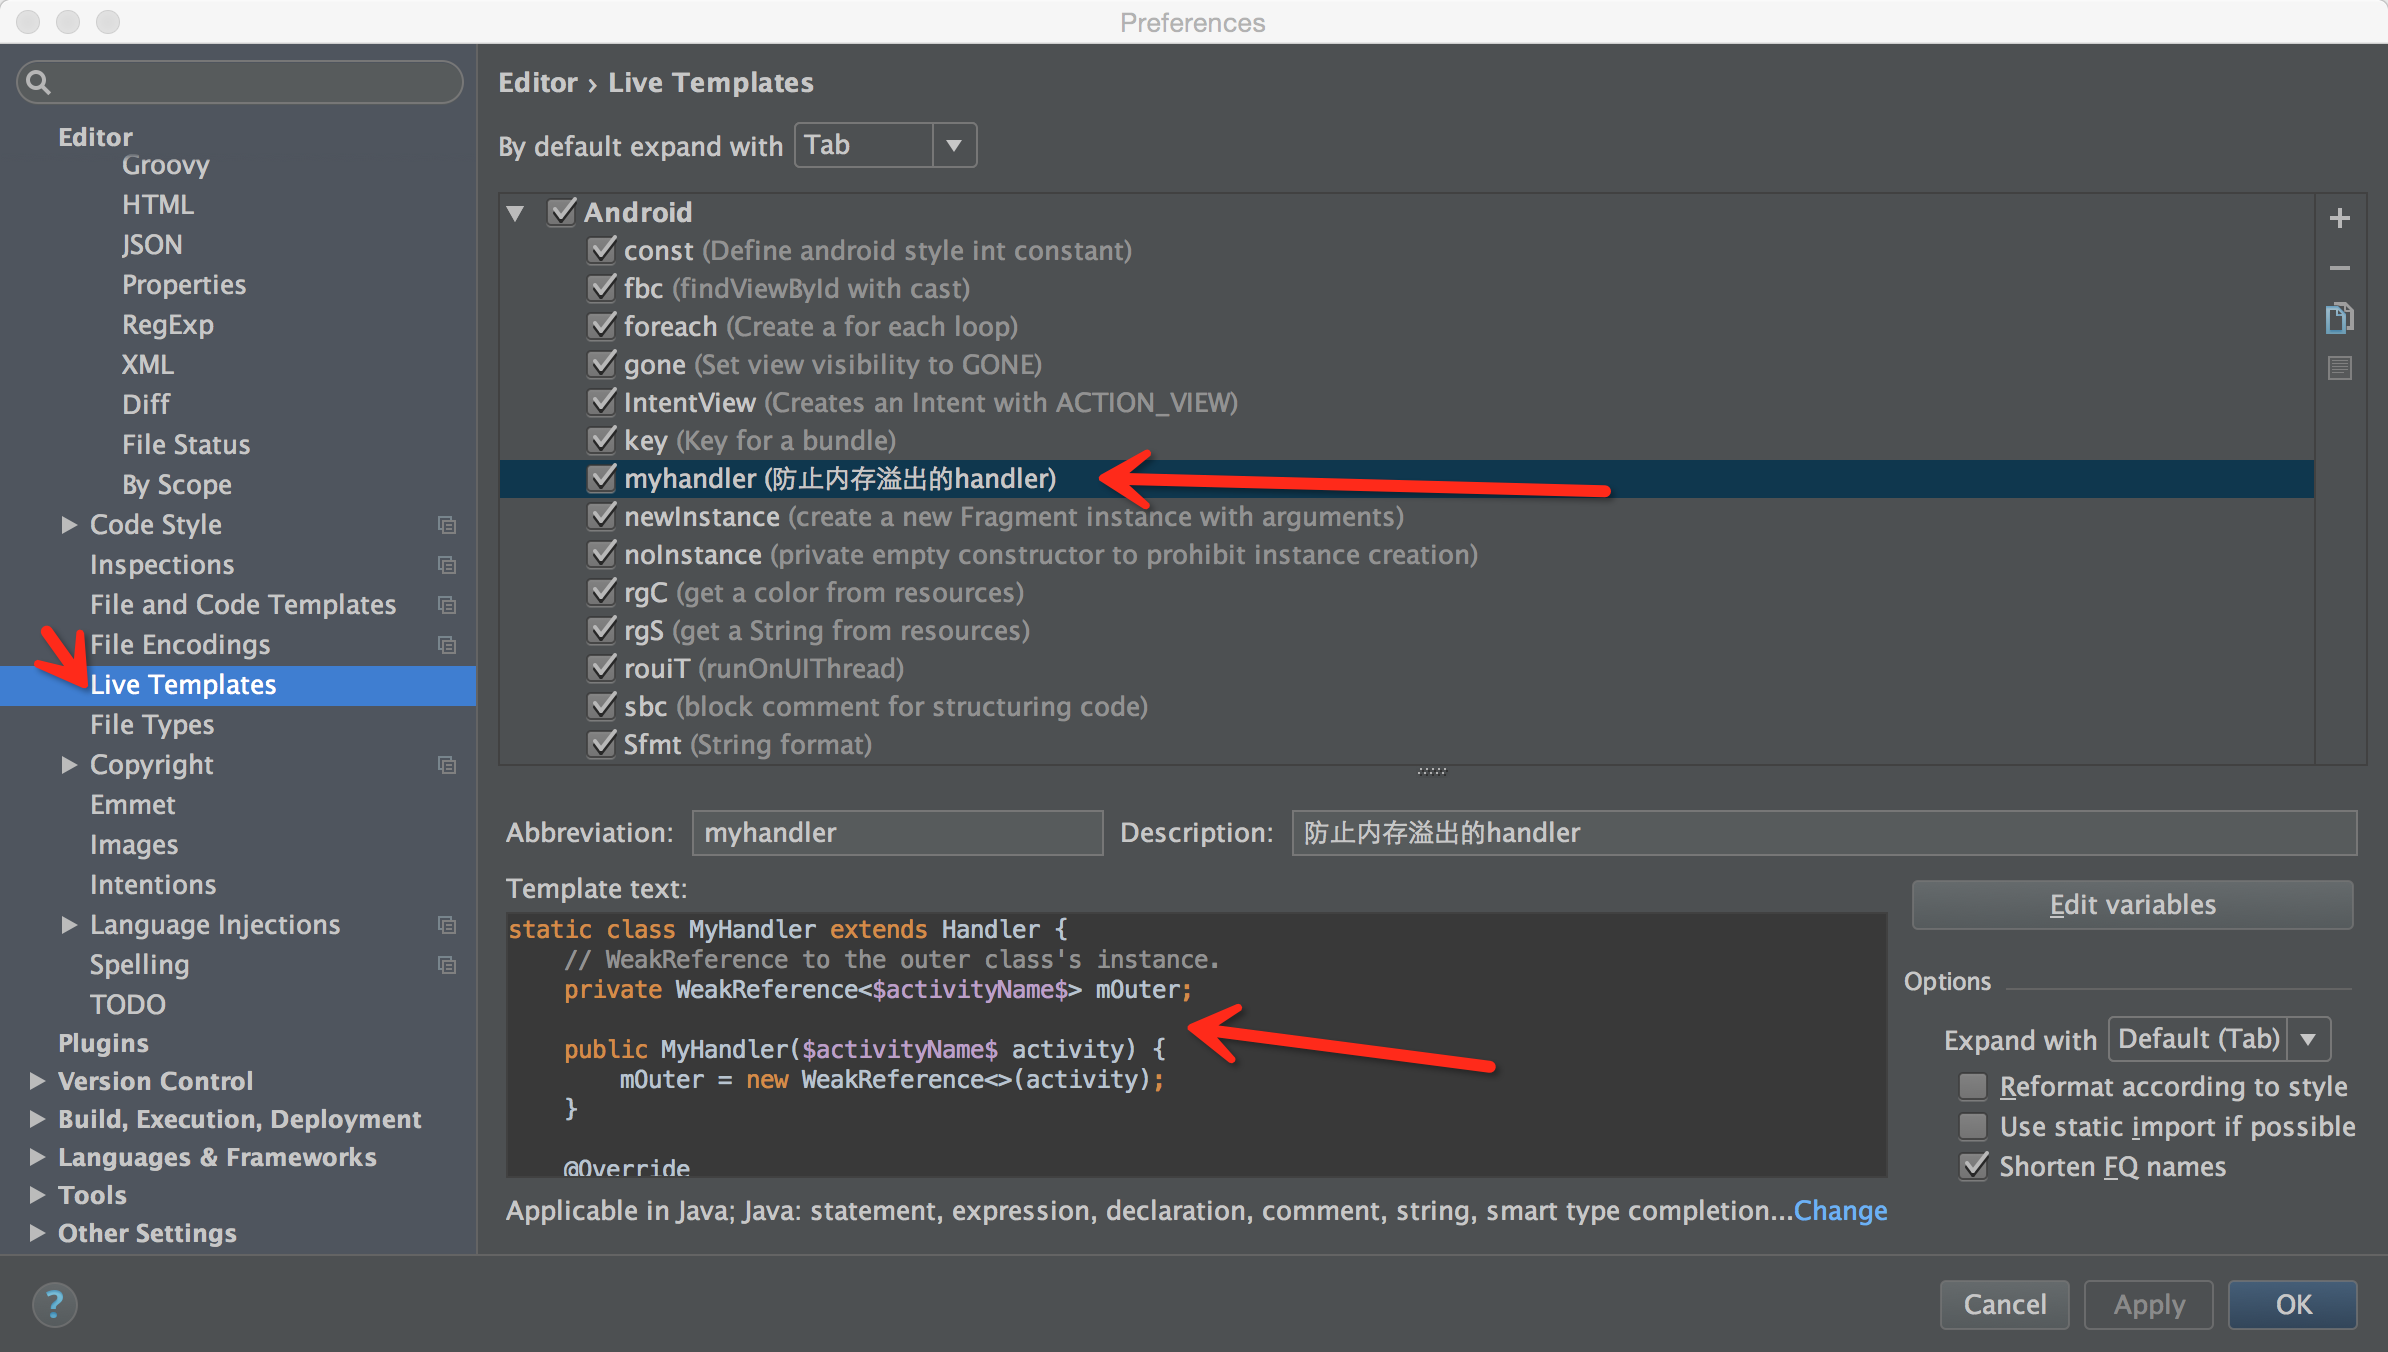 Preferences
Editor
Groovy
HTML
JSON
Properties
RegExp
XML
Diff
File Status
By Scope
Code Style
Inspections
File and Code Templates
File Encodings
Live Templates
File Types
Copyright
Emmet
Images
Intentions
Language Injections
Spelling
TODO
Plugins
Version Control
Build, Execution, Deployment
Languages & Frameworks
Tools
Other Settings
?
Editor › Live Templates
By default expand with Tab
Android
const (Define android style int constant)
fbc (findViewById with cast)
foreach (Create a for each loop)
gone (Set view visibility to GONE)
IntentView (Creates an Intent with ACTION_VIEW)
key (Key for a bundle)
myhandler (防止内存溢出的handler)
newInstance (create a new Fragment instance with arguments)
noInstance (private empty constructor to prohibit instance creation)
rgC (get a color from resources)
rgS (get a String from resources)
rouiT (runOnUIThread)
sbc (block comment for structuring code)
Sfmt (String format)
Abbreviation: myhandler Description: 防止内存溢出的handler
Template text:
static class MyHandler extends Handler {
// WeakReference to the outer class's instance.
private WeakReference<$activityName$> mOuter;
public MyHandler($activityName$ activity) {
mOuter = new WeakReference<>(activity);
}
@Override
Applicable in Java; Java: statement, expression, declaration, comment, string, smart type completion...Change
Edit variables
Options
Expand with Default (Tab)
Reformat according to style
Use static import if possible
Shorten FQ names
Cancel Apply OK